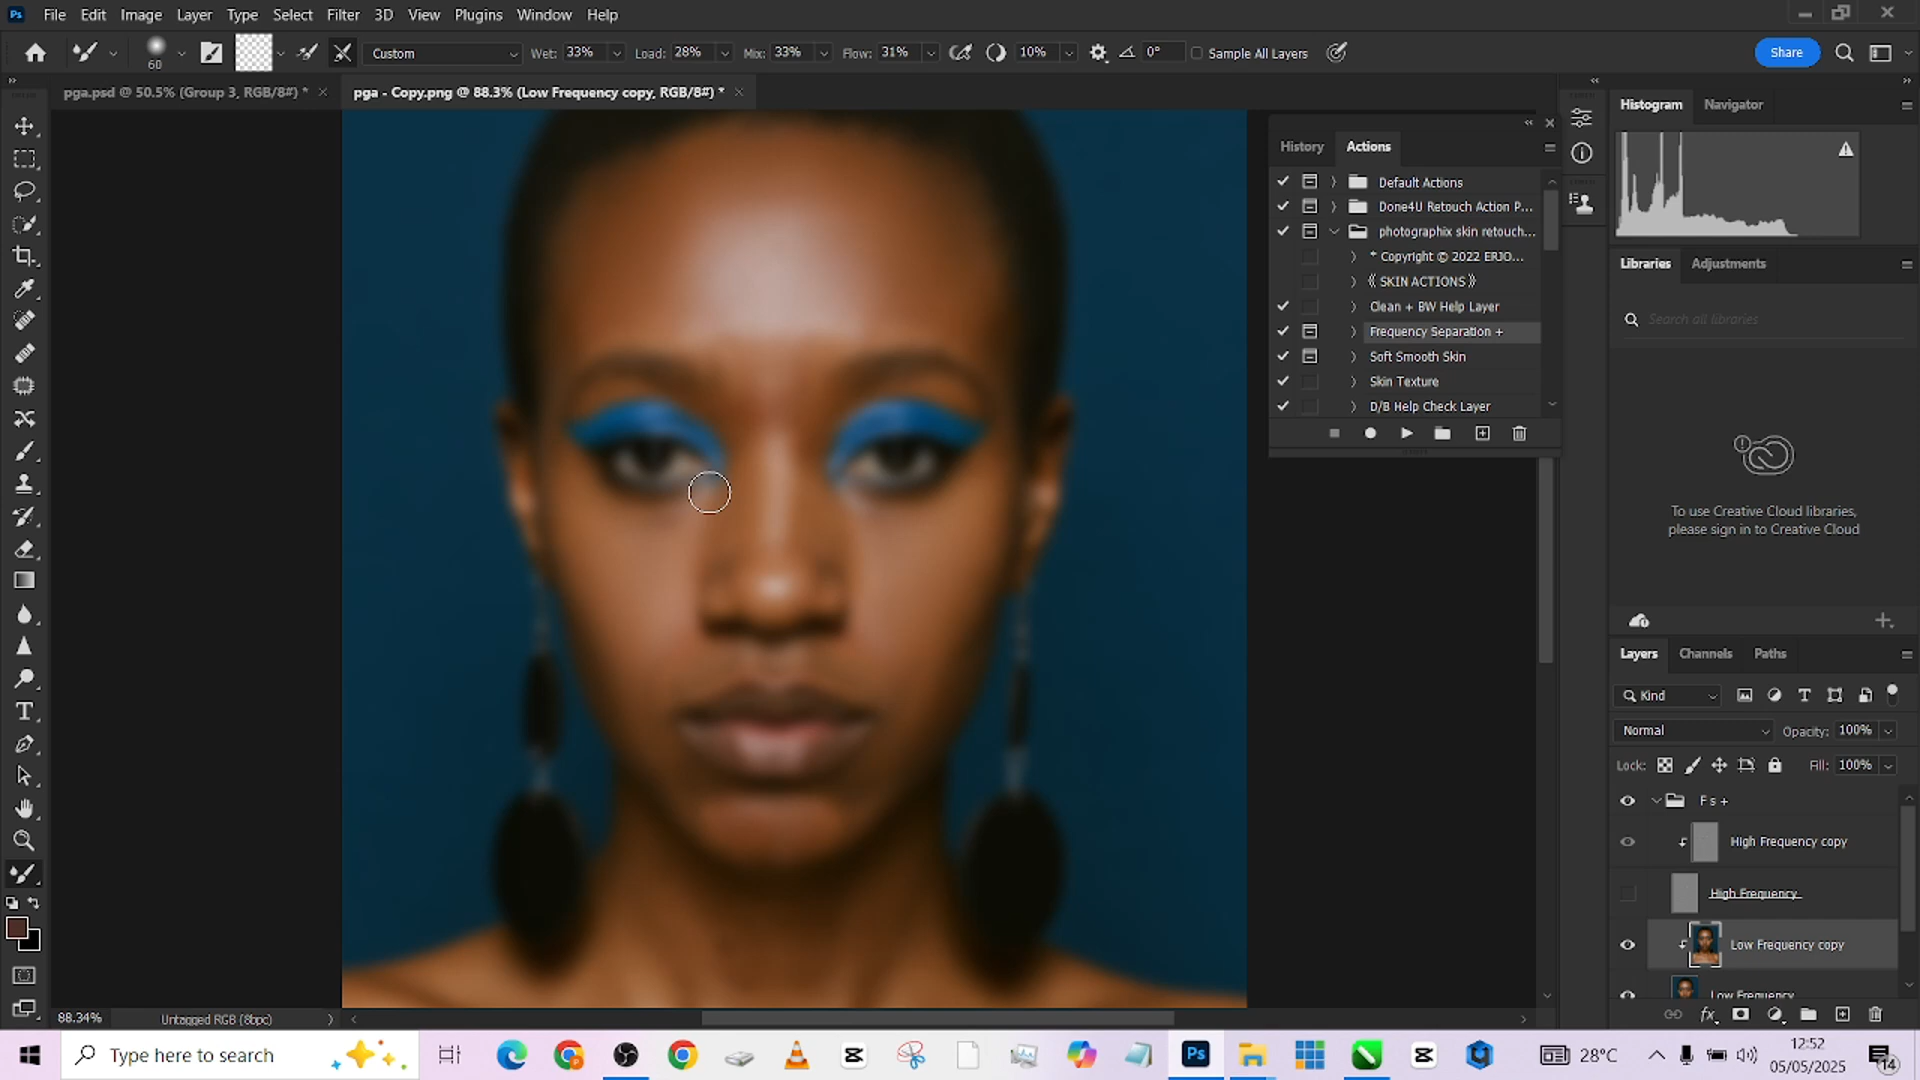 Ps File Edit Image Layer Type Select Filter 3D View Plugins Window Help
60 Custom Wet: 33% Load: 28% Mix: 33% Flow: 31% 10% 0° Sample All Layers Share
pga.psd @ 50.5% (Group 3, RGB/8#) * pga - Copy.png @ 88.3% (Low Frequency copy, RGB/8#) *
History Actions
Default Actions
Done4U Retouch Action P...
photographix skin retouch...
* Copyright © 2022 ERJO...
《 SKIN ACTIONS 》
Clean + BW Help Layer
Frequency Separation +
Soft Smooth Skin
Skin Texture
D/B Help Check Layer
Histogram Navigator
Libraries Adjustments
Search all libraries
To use Creative Cloud libraries,
please sign in to Creative Cloud
Layers Channels Paths
Kind
Normal Opacity: 100%
Lock: Fill: 100%
F s +
High Frequency copy
High Frequency
Low Frequency copy
Low Frequency
88.34% Untagged RGB (8bpc)
Type here to search Ps 28°C 12:52
05/05/2025 14